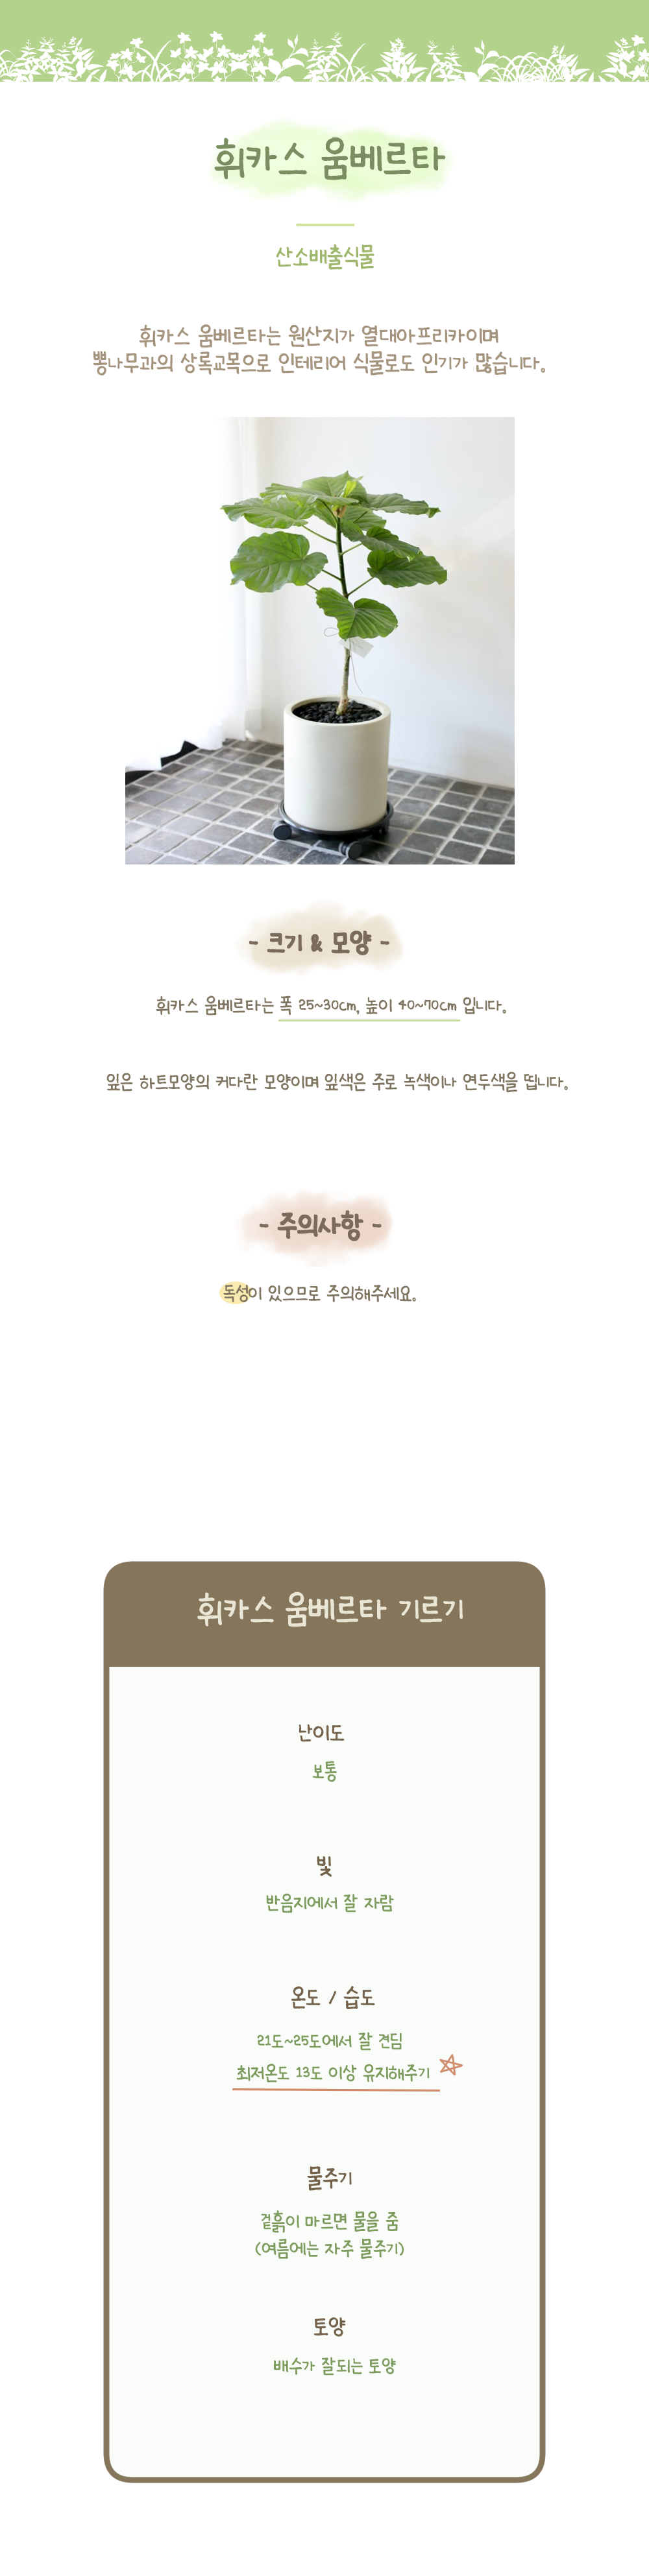 휘카스 움베르타
산소배출식물
휘카스 움베르타는 원산지가 열대아프리카이며
뽕나무과의 상록교목으로 인테리어 식물로도 인기가 많습니다.
- 크기 & 모양 -
휘카스 움베르타는 폭 25~30cm, 높이 40~70cm 입니다.
잎은 하트모양의 커다란 모양이며 잎색은 주로 녹색이나 연두색을 띕니다.
- 주의사항 -
독성이 있으므로 주의해주세요.
휘카스 움베르타 기르기
난이도
보통
빛
반음지에서 잘 자람
온도 / 습도
21도~25도에서 잘 견딤
최저온도 13도 이상 유지해주기
물주기
겉흙이 마르면 물을 줌
(여름에는 자주 물주기)
토양
배수가 잘되는 토양